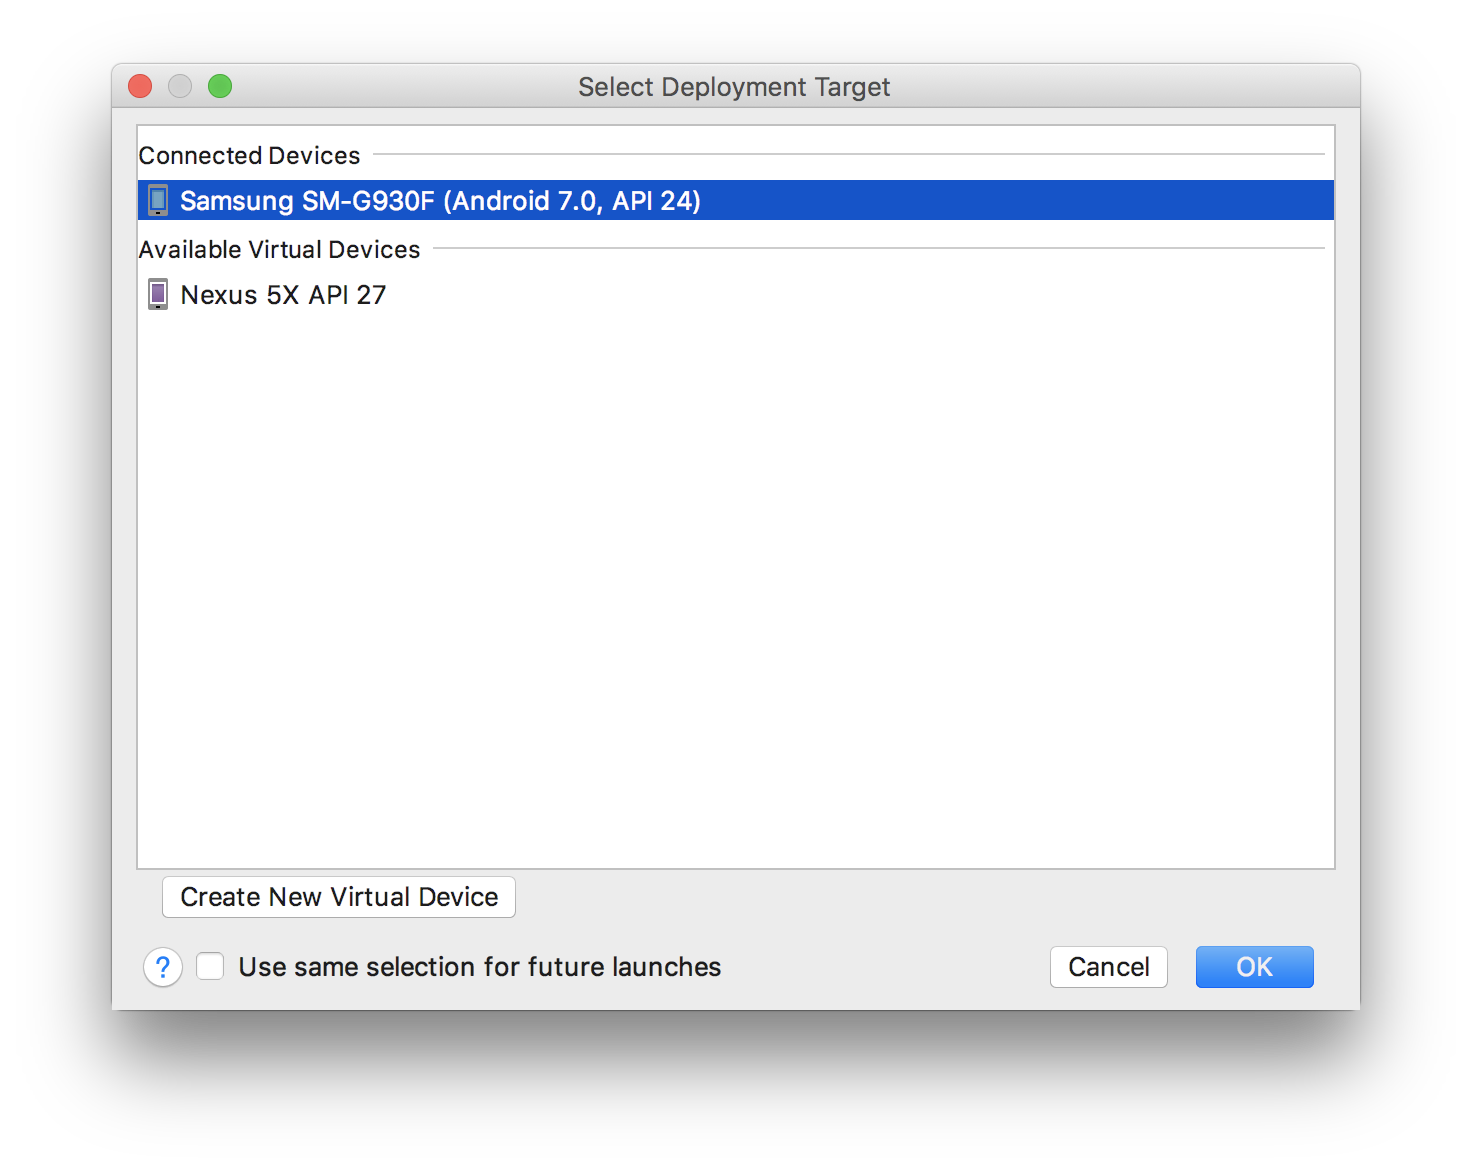 Select Deployment Target
Connected Devices
Samsung SM-G930F (Android 7.0, API 24)
Available Virtual Devices
Nexus 5X API 27
Create New Virtual Device
? Use same selection for future launches Cancel OK